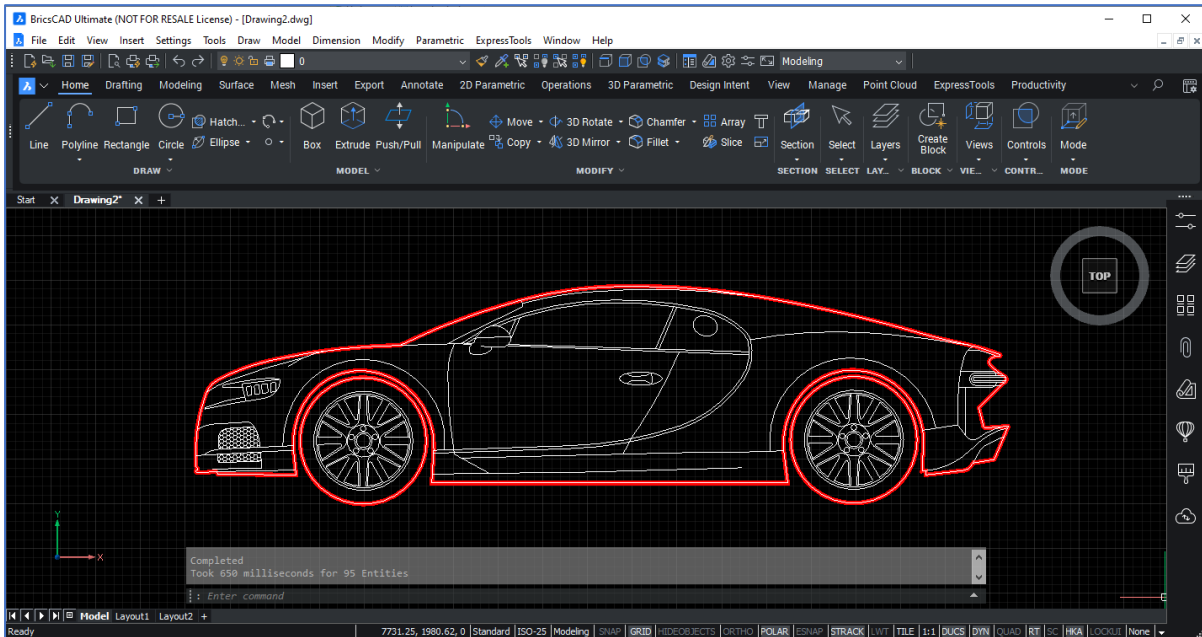 BricsCAD Ultimate (NOT FOR RESALE License) - [Drawing2.dwg]
File Edit View Insert Settings Tools Draw Model Dimension Modify Parametric ExpressTools Window Help
0 Modeling
Home Drafting Modeling Surface Mesh Insert Export Annotate 2D Parametric Operations 3D Parametric Design Intent View Manage Point Cloud ExpressTools Productivity
Hatch... Move 3D Rotate Chamfer Array
Line Polyline Rectangle Circle Ellipse Box Extrude Push/Pull Manipulate Copy 3D Mirror Fillet Slice Section Select Layers Create Block Views Controls Mode
DRAW MODEL MODIFY SECTION SELECT LAY... BLOCK VIE... CONTR... MODE
Start Drawing2* +
TOP
Y
X
Completed
Took 650 milliseconds for 95 Entities
: Enter command
Model Layout1 Layout2 +
Ready 7731.25, 1980.62, 0 Standard ISO-25 Modeling SNAP GRID HIDEOBJECTS ORTHO POLAR ESNAP STRACK LWT TILE 1:1 DUCS DYN QUAD RT SC HKA LOCKUI None